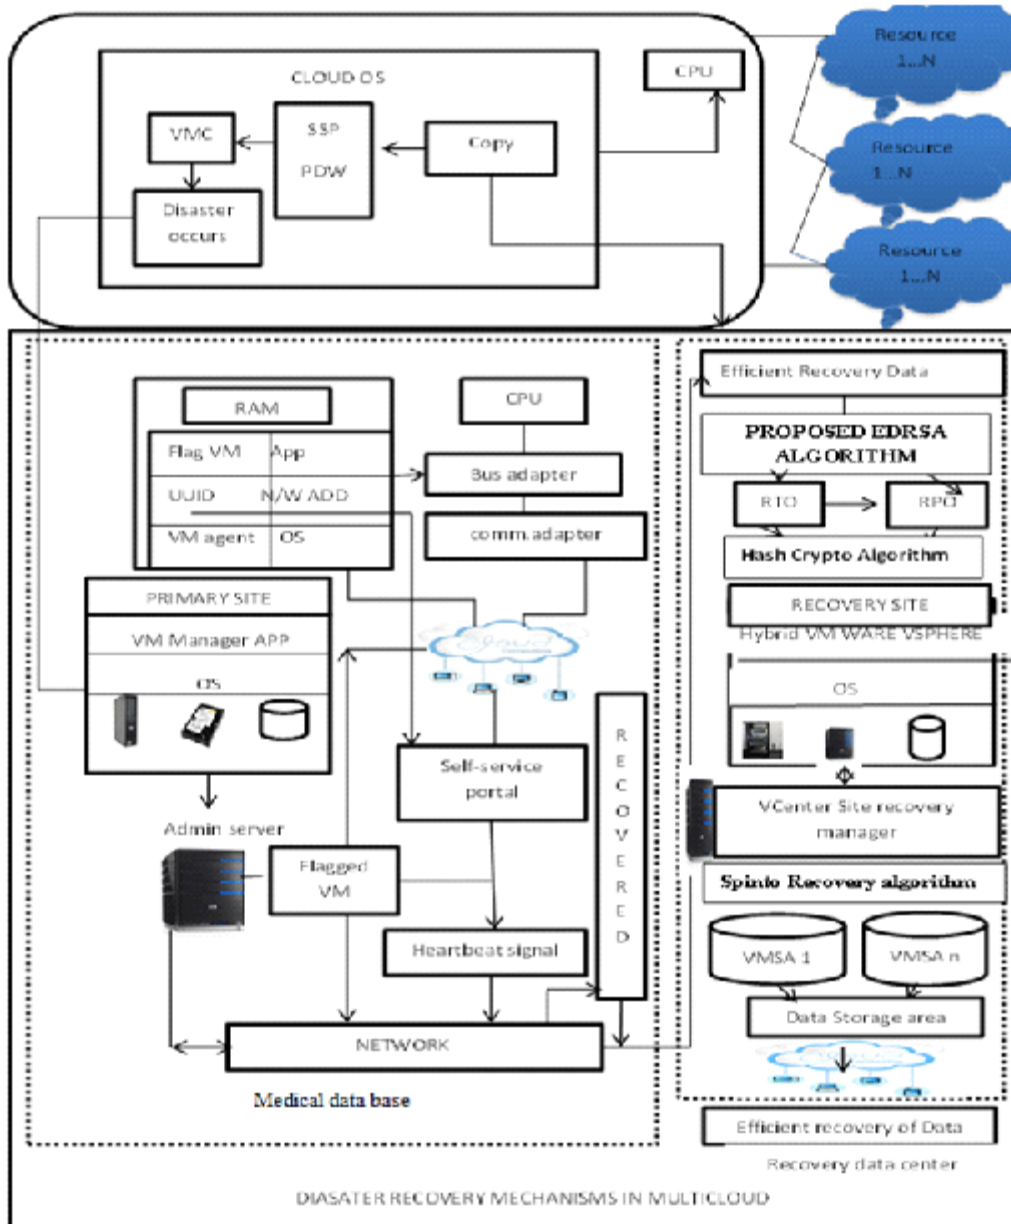 CLOUD OS
CPU
VMC
SSP
PDW
Copy
Disaster
occurs
Resource
1...N
Resource
1...N
Resource
1...N
RAM
Flag VM App
UUID N/W ADD
VM agent OS
CPU
Bus adapter
comm.adapter
PRIMARY SITE
VM Manager APP
OS
Admin server
Cloud
Self-service
portal
Flagged
VM
Heartbeat signal
RECOVERED
NETWORK
Medical data base
Efficient Recovery Data
PROPOSED EDRSA
ALGORITHM
RTO
RPO
Hash Crypto Algorithm
RECOVERY SITE
Hybrid VM WARE VSPHERE
OS
VCenter Site recovery
manager
Spinto Recovery algorithm
VMSA 1
VMSA n
Data Storage area
Efficient recovery of Data
Recovery data center
DIASATER RECOVERY MECHANISMS IN MULTICLOUD